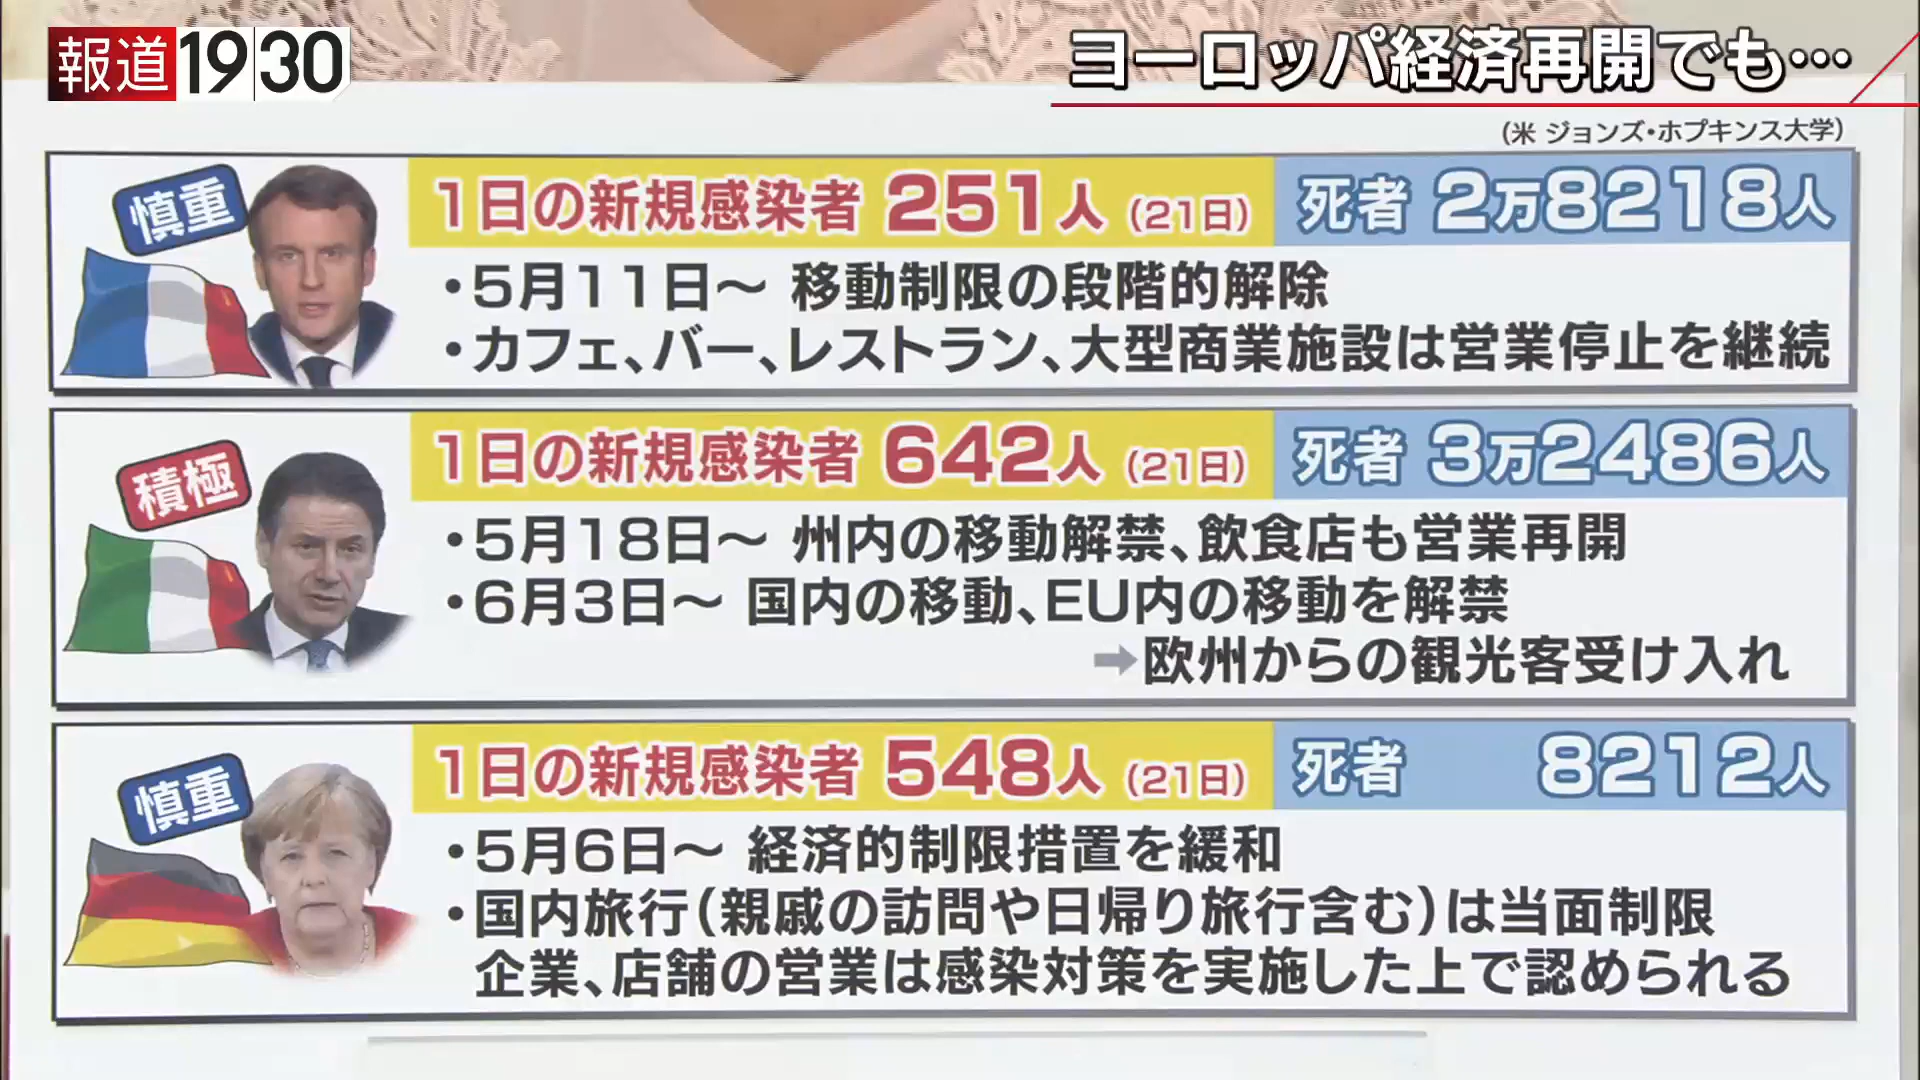 報道 19 30
ヨーロッパ経済再開でも…
(米 ジョンズ・ホプキンス大学)
慎重
1日の新規感染者 251人 (21日) 死者 2万8218人
・5月11日〜 移動制限の段階的解除
・カフェ、バー、レストラン、大型商業施設は営業停止を継続
積極
1日の新規感染者 642人 (21日) 死者 3万2486人
・5月18日〜 州内の移動解禁、飲食店も営業再開
・6月3日〜 国内の移動、EU内の移動を解禁
➡欧州からの観光客受け入れ
慎重
1日の新規感染者 548人 (21日) 死者 8212人
・5月6日〜 経済的制限措置を緩和
・国内旅行(親戚の訪問や日帰り旅行含む)は当面制限
企業、店舗の営業は感染対策を実施した上で認められる